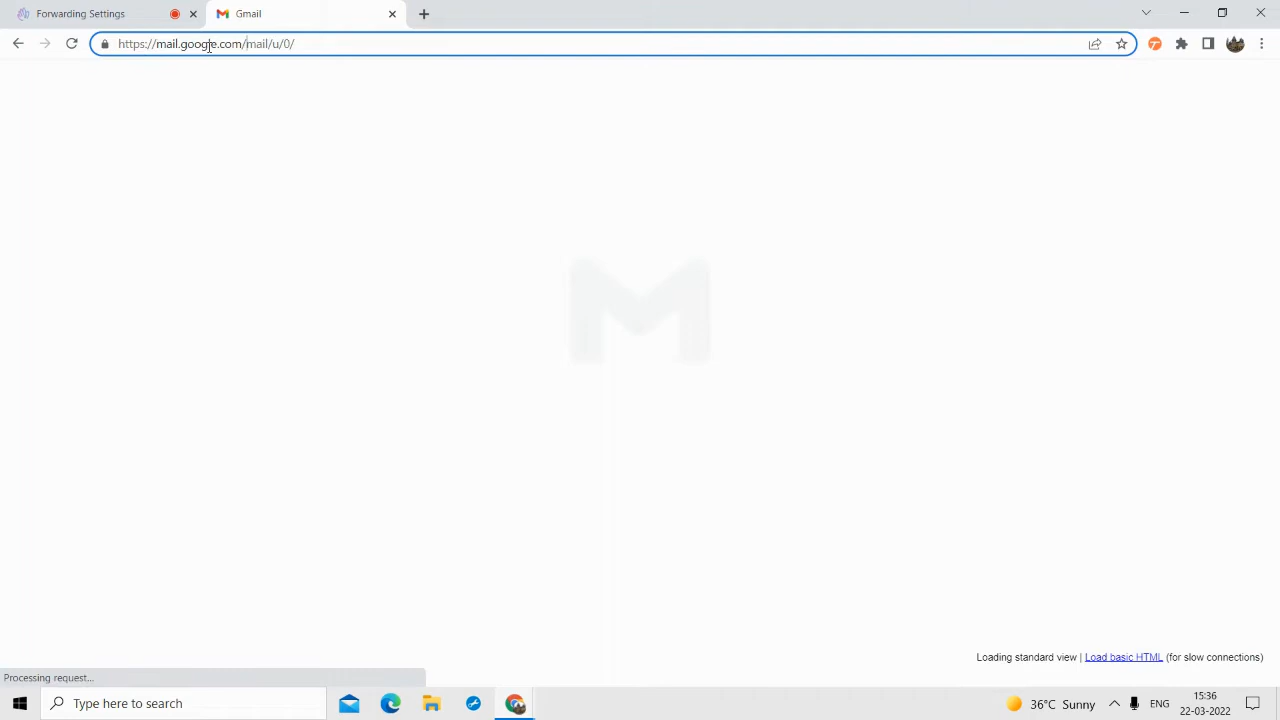 Forwarding Settings
Gmail
https://mail.google.com/mail/u/0/
M
Loading standard view | Load basic HTML (for slow connections)
Processing request...
Type here to search
36°C Sunny
ENG
15:36
22-03-2022